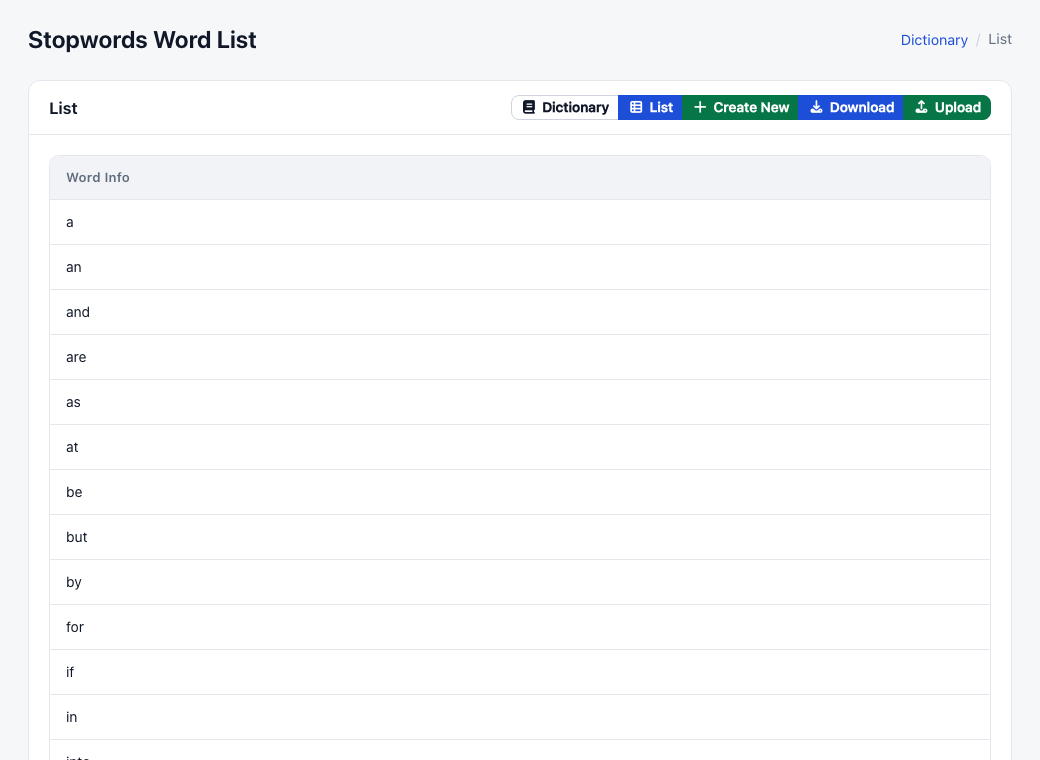 Stopwords Word List
Dictionary / List
List
Dictionary List Create New Download Upload
Word Info
a
an
and
are
as
at
be
but
by
for
if
in